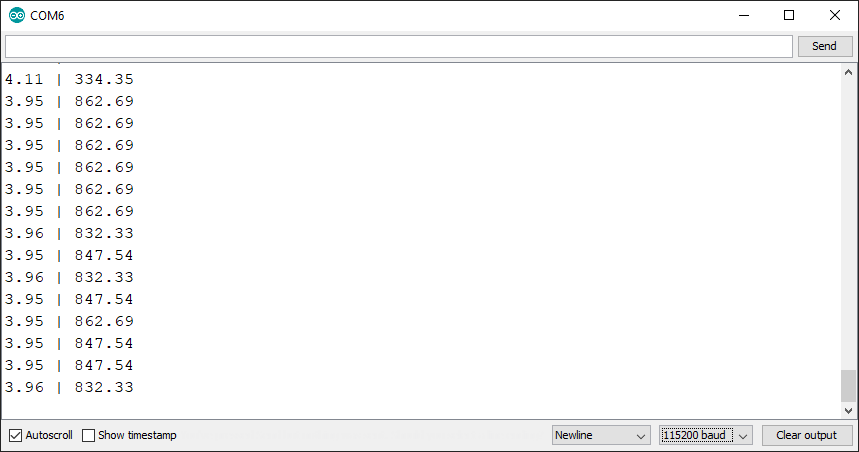 COM6
Send
4.11 | 334.35
3.95 | 862.69
3.95 | 862.69
3.95 | 862.69
3.95 | 862.69
3.95 | 862.69
3.95 | 862.69
3.96 | 832.33
3.95 | 847.54
3.96 | 832.33
3.95 | 847.54
3.95 | 862.69
3.95 | 847.54
3.95 | 847.54
3.96 | 832.33
Autoscroll Show timestamp Newline 115200 baud Clear output